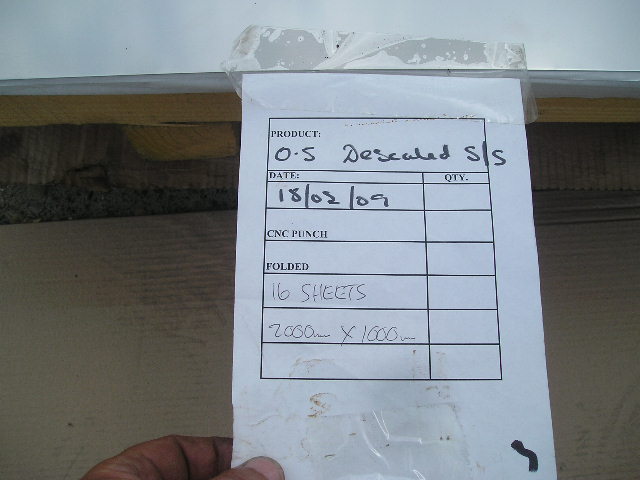 PRODUCT:
0.5 Descaled S/S
DATE: QTY.
18/02/09
CNC PUNCH
FOLDED
16 SHEETS
2000mm X 1000mm